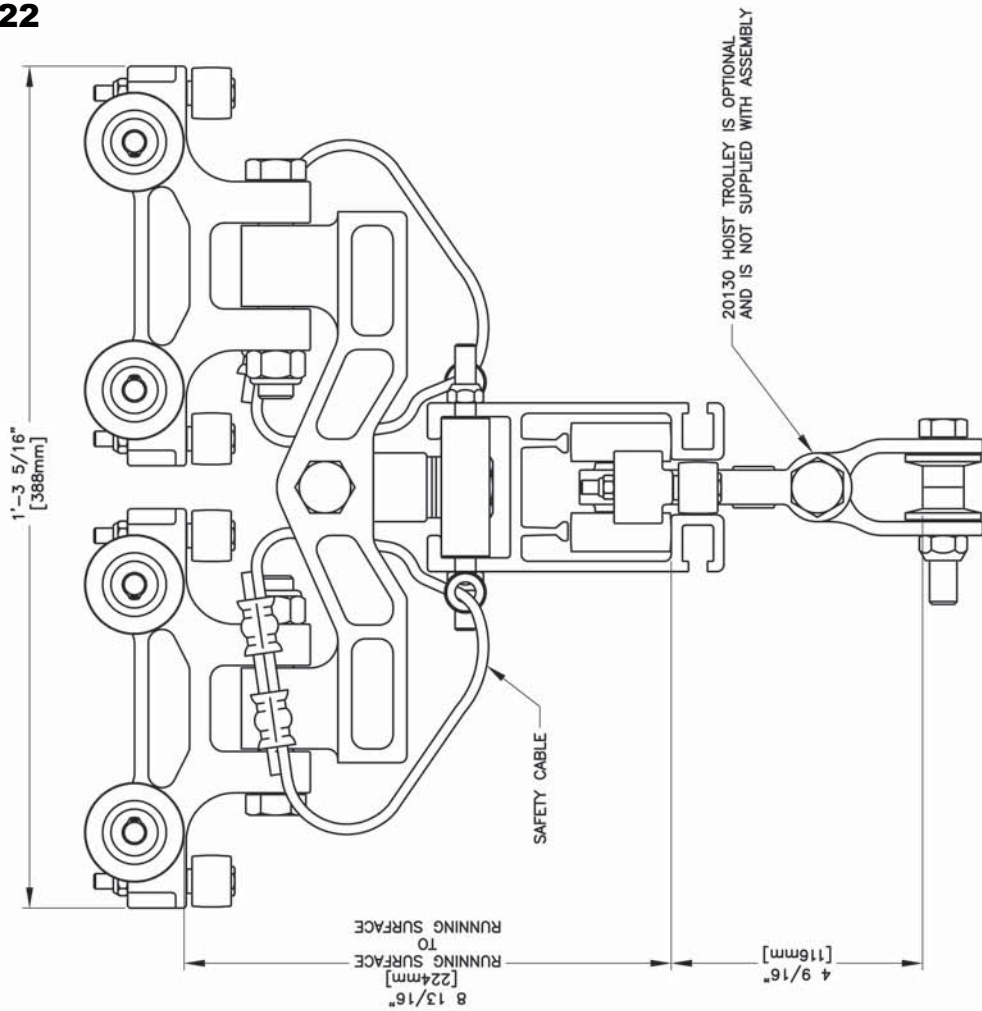 22
1'-3 5/16"
[388mm]
20130 HOIST TROLLEY IS OPTIONAL
AND IS NOT SUPPLIED WITH ASSEMBLY
SAFETY CABLE
8 13/16"
[224mm]
RUNNING SURFACE
TO
RUNNING SURFACE
4 9/16"
[116mm]